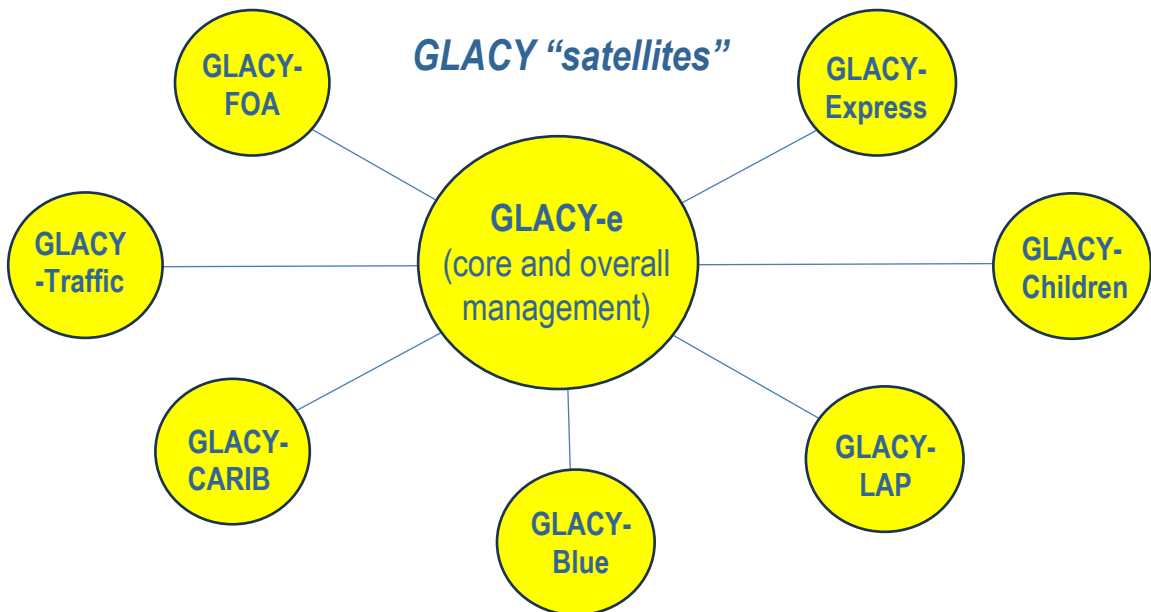 GLACY “satellites”
GLACY-
FOA
GLACY-
Express
GLACY-e
(core and overall
management)
GLACY
-Traffic
GLACY-
Children
GLACY-
CARIB
GLACY-
LAP
GLACY-
Blue